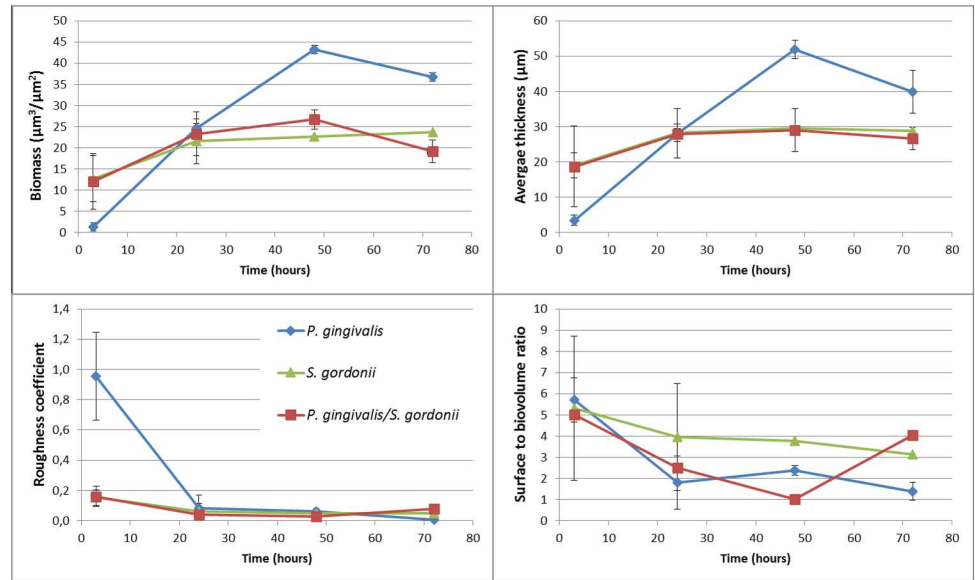 Biomass (µm³/µm²)
50
45
40
35
30
25
20
15
10
5
0
0 10 20 30 40 50 60 70 80
Time (hours)
Avergae thickness (µm)
60
50
40
30
20
10
0
0 10 20 30 40 50 60 70 80
Time (hours)
Roughness coefficient
1,4
1,2
1,0
0,8
0,6
0,4
0,2
0,0
0 10 20 30 40 50 60 70 80
Time (hours)
P. gingivalis
S. gordonii
P. gingivalis/S. gordonii
Surface to biovolume ratio
10
9
8
7
6
5
4
3
2
1
0
0 10 20 30 40 50 60 70 80
Time (hours)